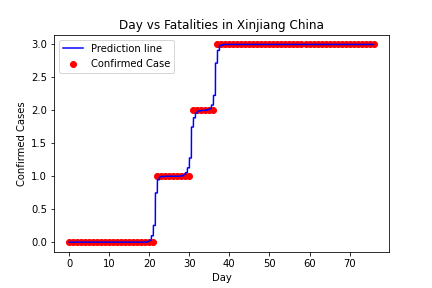 Day vs Fatalities in Xinjiang China
Prediction line
Confirmed Case
Confirmed Cases
3.0
2.5
2.0
1.5
1.0
0.5
0.0
0 10 20 30 40 50 60 70
Day